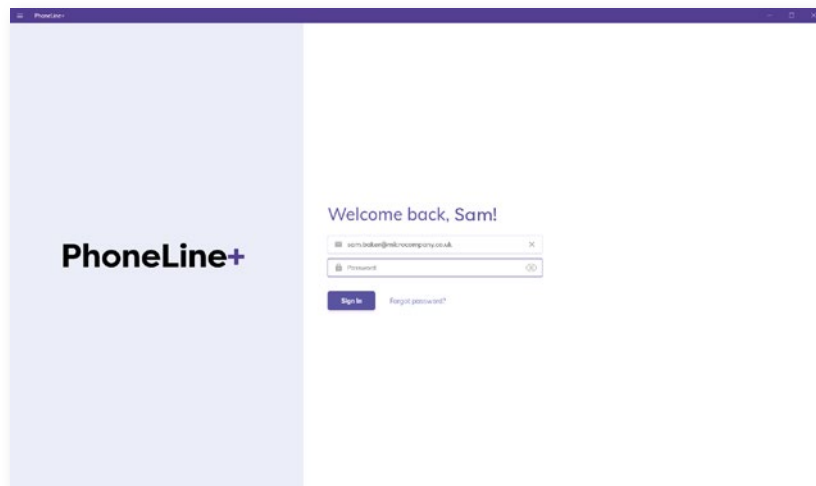 PhoneLine+
PhoneLine+
Welcome back, Sam!
sam.baker@microcompany.co.uk
Password
Sign In
Forgot password?